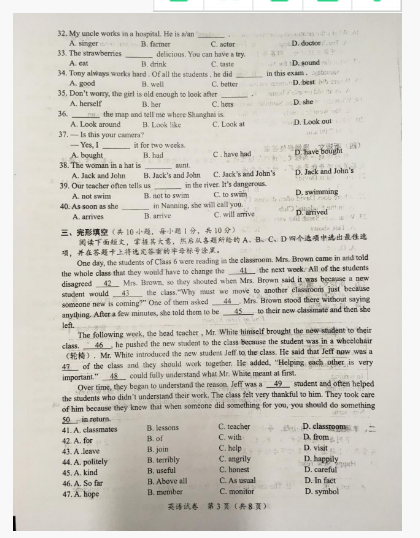 32. My uncle works in a hospital. He is a/an ______ .
A. singer B. farmer C. actor D. doctor
33. The strawberries ______ delicious. You can have a try.
A. eat B. drink C. taste D. sound
34. Tony always works hard. Of all the students, he did ______ in this exam.
A. good B. well C. better D. best
35. Don't worry, the girl is old enough to look after ______ .
A. herself B. her C. hers D. she
36. ______ the map and tell me where Shanghai is.
A. Look around B. Look like C. Look at D. Look out
37. — Is this your camera?
— Yes, I ______ it for two weeks.
A. bought B. had C. have had D. have bought
38. The woman in a hat is ______ aunt.
A. Jack and John B. Jack's and John C. Jack's and John's D. Jack and John's
39. Our teacher often tells us ______ in the river. It's dangerous.
A. not swim B. not to swim C. to swim D. swimming
40. As soon as she ______ in Nanning, she will call you.
A. arrives B. arrive C. will arrive D. arrived
三、完形填空（共 10 小题，每小题 1 分，共 10 分）
阅读下面短文，掌握其大意，然后从各题所给的 A、B、C、D 四个选项中选出最佳选
项，并在答题卡上将选定答案的字母标号涂黑。
One day, the students of Class 6 were reading in the classroom. Mrs. Brown came in and told
the whole class that they would have to change the __41__ the next week. All of the students
disagreed __42__ Mrs. Brown, so they shouted when Mrs. Brown said it was because a new
student would __43__ the class."Why must we move to another classroom just because
someone new is coming?" One of them asked __44__. Mrs. Brown stood there without saying
anything. After a few minutes, she told them to be __45__ to their new classmate and then she
left.
The following week, the head teacher, Mr. White himself brought the new student to their
class. __46__, he pushed the new student to the class because the student was in a wheelchair
（轮椅）. Mr. White introduced the new student Jeff to the class. He said that Jeff now was a
__47__ of the class and they should work together. He added, "Helping each other is very
important." __48__ could fully understand what Mr. White meant at first.
Over time, they began to understand the reason. Jeff was a __49__ student and often helped
the students who didn't understand their work. The class felt very thankful to him. They took care
of him because they knew that when someone did something for you, you should do something
__50__ in return.
41. A. classmates B. lessons C. teacher D. classroom
42. A. for B. of C. with D. from
43. A. leave B. join C. help D. visit
44. A. politely B. terribly C. angrily D. happily
45. A. kind B. useful C. honest D. careful
46. A. So far B. Above all C. As usual D. In fact
47. A. hope B. member C. monitor D. symbol
英语试卷 第 3 页（共 8 页）